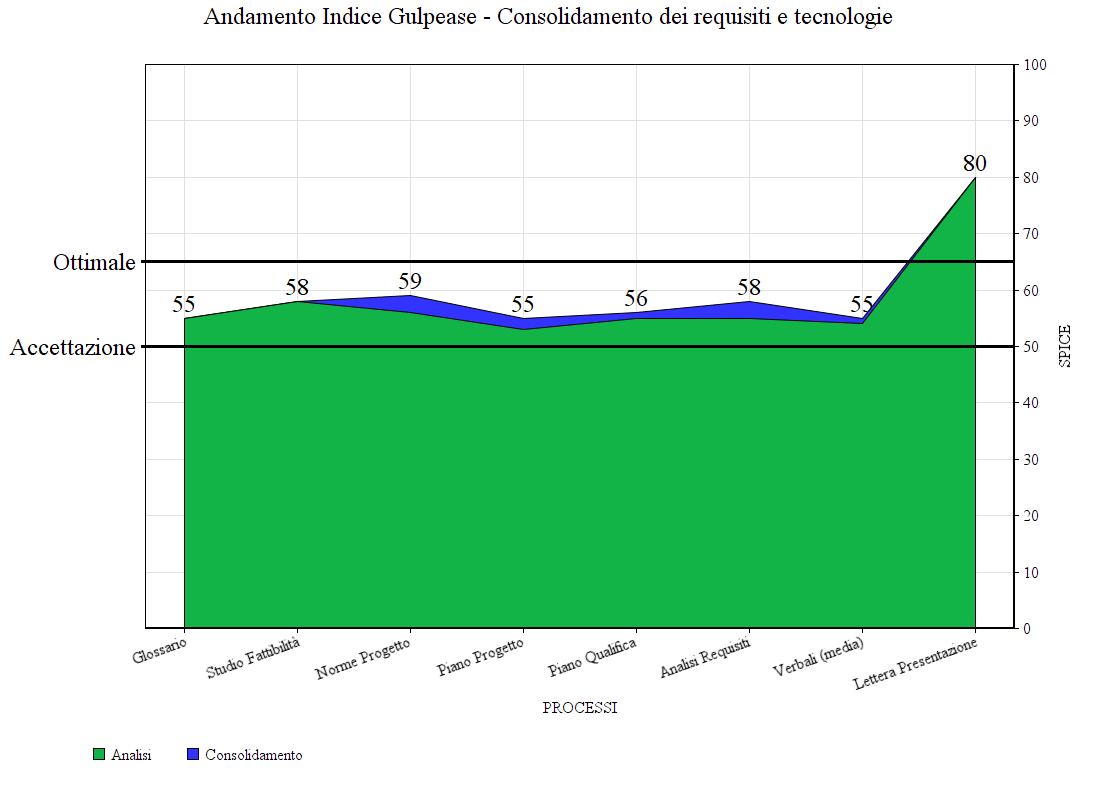 Andamento Indice Gulpease - Consolidamento dei requisiti e tecnologie
100
90
80
80
70
Ottimale
55
58
59
55
56
58
55
60
Accettazione
50
SPICE
40
30
20
10
0
Glossario
Studio Fattibilità
Norme Progetto
Piano Progetto
Piano Qualifica
Analisi Requisiti
Verbali (media)
Lettera Presentazione
PROCESSI
Analisi
Consolidamento